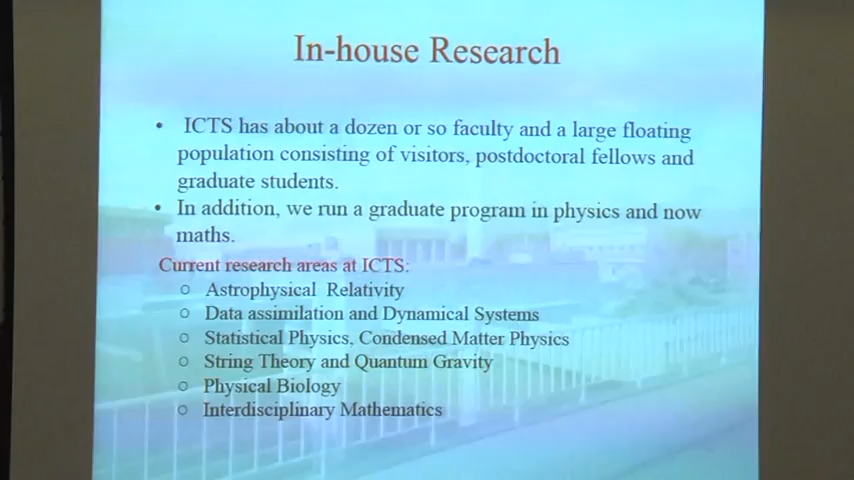 In-house Research
• ICTS has about a dozen or so faculty and a large floating
population consisting of visitors, postdoctoral fellows and
graduate students.
• In addition, we run a graduate program in physics and now
maths.
Current research areas at ICTS:
○ Astrophysical Relativity
○ Data assimilation and Dynamical Systems
○ Statistical Physics, Condensed Matter Physics
○ String Theory and Quantum Gravity
○ Physical Biology
○ Interdisciplinary Mathematics